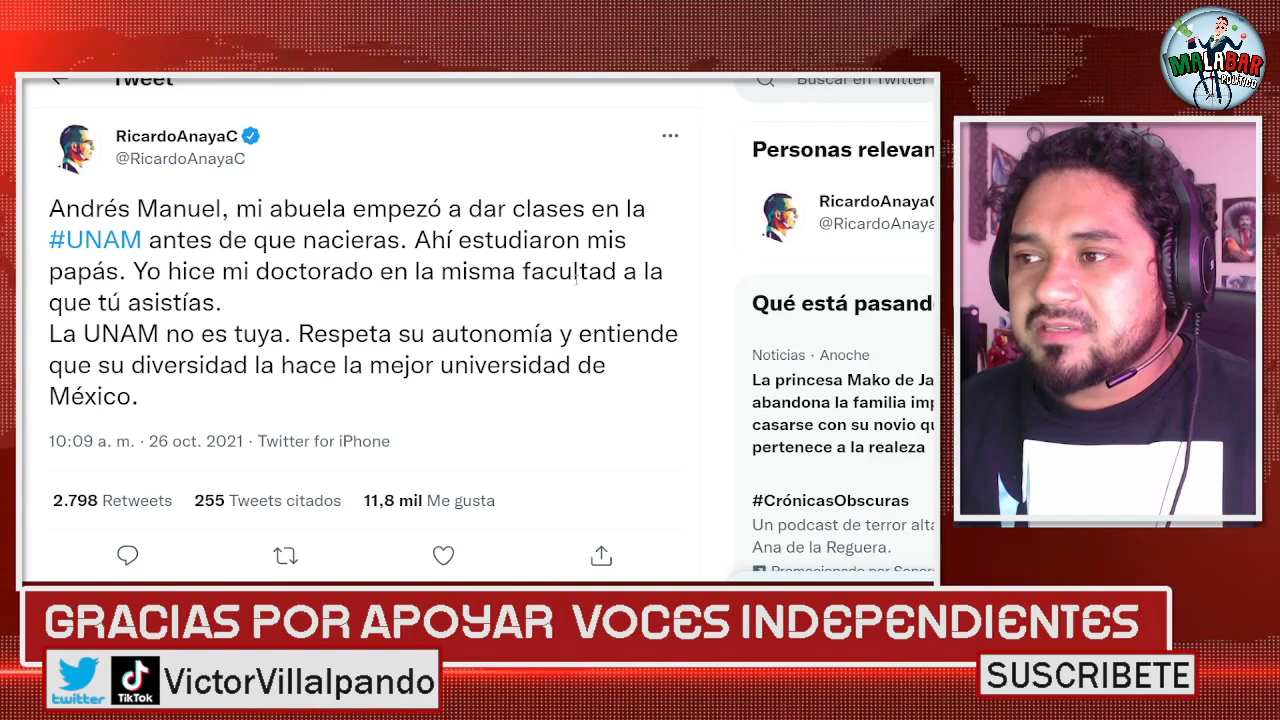 MALABAR
POLÍTICO
Tweet
Buscar en Twitter
RicardoAnayaC
@RicardoAnayaC
Andrés Manuel, mi abuela empezó a dar clases en la
#UNAM antes de que nacieras. Ahí estudiaron mis
papás. Yo hice mi doctorado en la misma facultad a la
que tú asistías.
La UNAM no es tuya. Respeta su autonomía y entiende
que su diversidad la hace la mejor universidad de
México.
10:09 a. m. · 26 oct. 2021 · Twitter for iPhone
2.798 Retweets 255 Tweets citados 11,8 mil Me gusta
Personas relevan
RicardoAnayaC
@RicardoAnaya
Qué está pasand
Noticias · Anoche
La princesa Mako de Ja
abandona la familia imp
casarse con su novio qu
pertenece a la realeza
#CrónicasObscuras
Un podcast de terror alta
Ana de la Reguera.
Promocionado por Sonoro
GRACIAS POR APOYAR VOCES INDEPENDIENTES
twitter TikTok VictorVillalpando
SUSCRIBETE